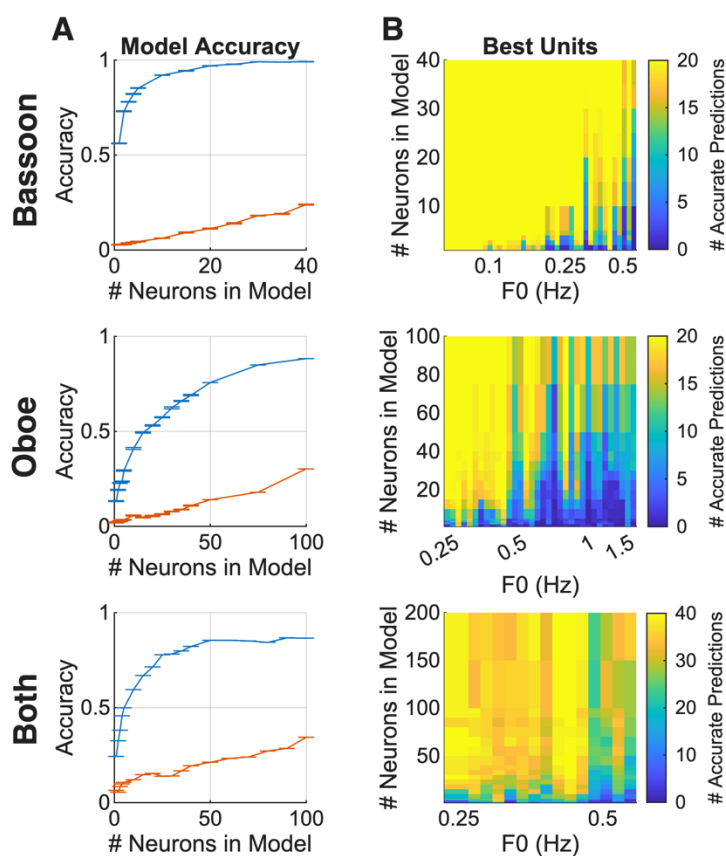 A
B
Model Accuracy
Best Units
Bassoon
Accuracy
1
0.5
0
0
20
40
# Neurons in Model
# Neurons in Model
40
30
20
10
0.1
0.25
0.5
F0 (Hz)
20
15
10
5
0
# Accurate Predictions
Oboe
Accuracy
1
0.5
0
0
50
100
# Neurons in Model
# Neurons in Model
100
80
60
40
20
0.25
0.5
1
1.5
F0 (Hz)
20
15
10
5
0
# Accurate Predictions
Both
Accuracy
1
0.5
0
0
50
100
# Neurons in Model
# Neurons in Model
200
150
100
50
0.25
0.5
F0 (Hz)
40
30
20
10
0
# Accurate Predictions